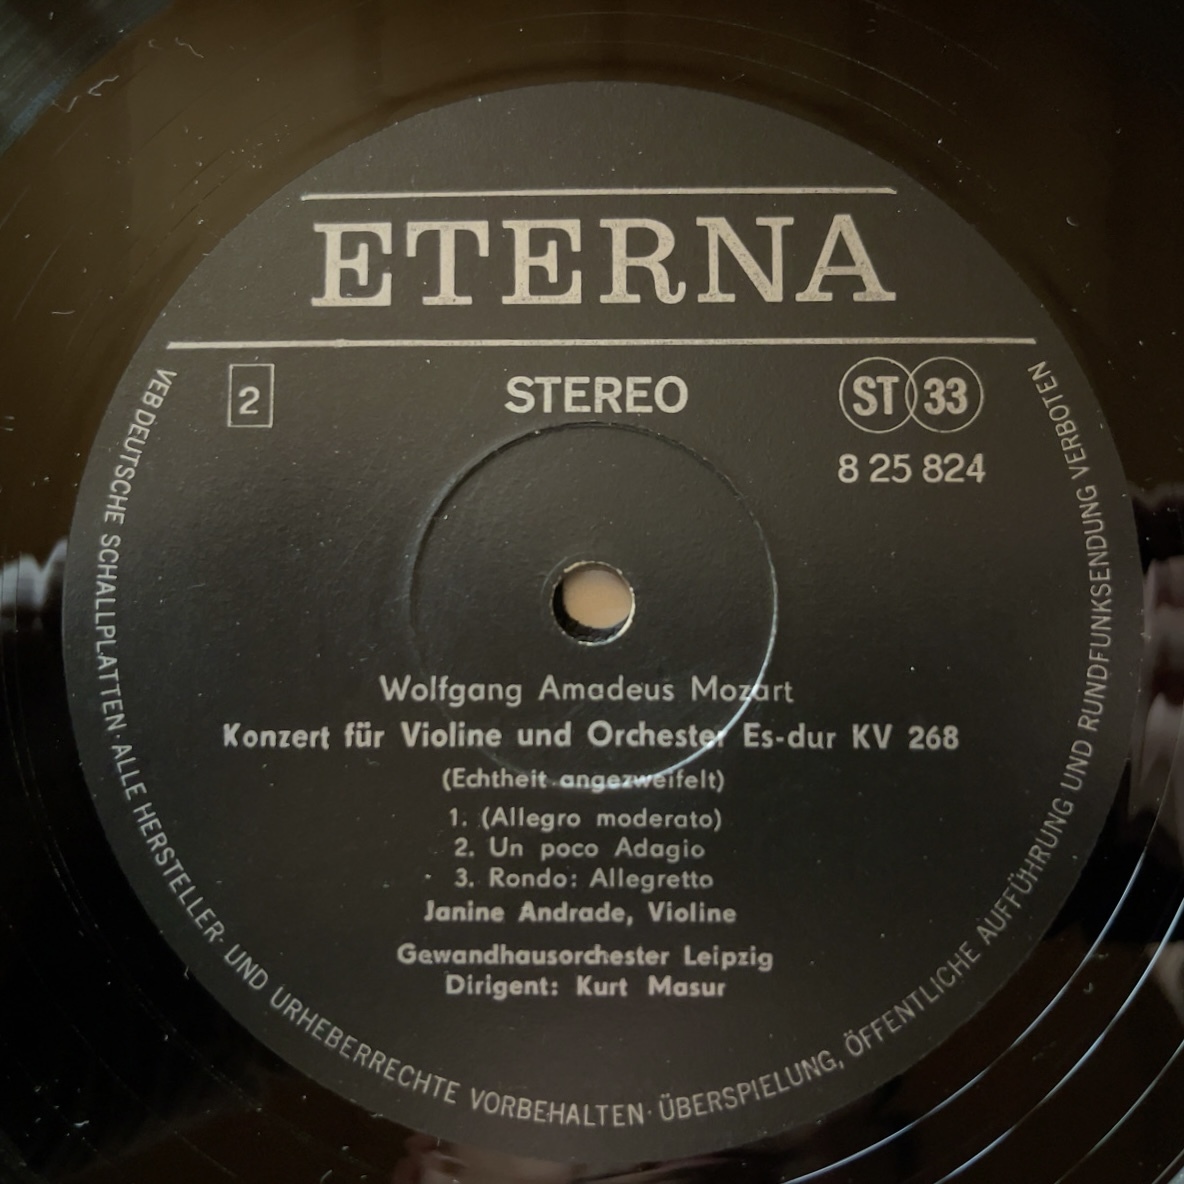 ETERNA
2
STEREO
ST 33
8 25 824
Wolfgang Amadeus Mozart
Konzert für Violine und Orchester Es-dur KV 268
(Echtheit angezweifelt)
1. (Allegro moderato)
2. Un poco Adagio
3. Rondo: Allegretto
Janine Andrade, Violine
Gewandhausorchester Leipzig
Dirigent: Kurt Masur
VEB DEUTSCHE SCHALLPLATTEN · ALLE HERSTELLER- UND URHEBERRECHTE VORBEHALTEN · ÜBERSPIELUNG, ÖFFENTLICHE AUFFÜHRUNG UND RUNDFUNKSENDUNG VERBOTEN